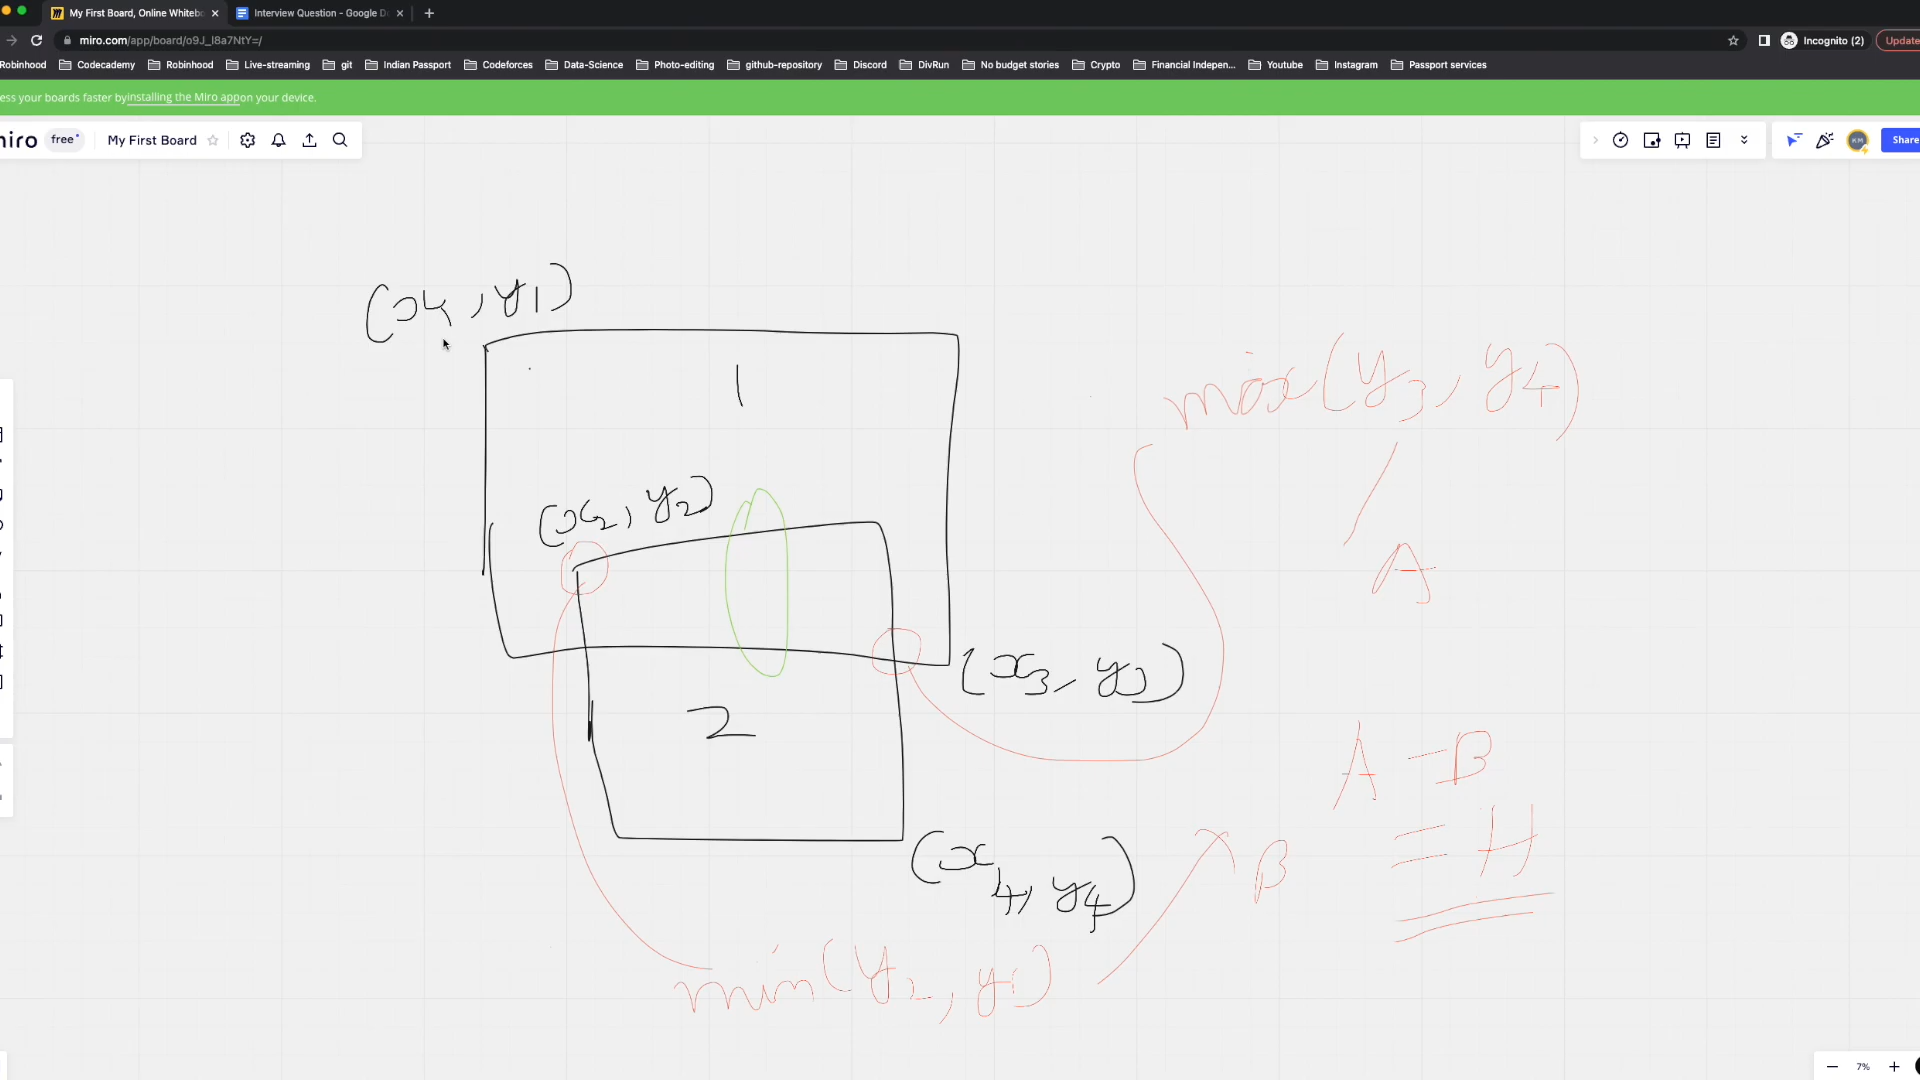 My First Board, Online Whitebo
Interview Question - Google D
miro.com/app/board/o9J_l8a7NtY=/
Incognito (2)
Update
Robinhood
Codecademy
Robinhood
Live-streaming
git
Indian Passport
Codeforces
Data-Science
Photo-editing
github-repository
Discord
DivRun
No budget stories
Crypto
Financial Indepen...
Youtube
Instagram
Passport services
ess your boards faster by installing the Miro app on your device.
miro
free
My First Board
Share
(x1, y1)
1
max(y3, y4)
(x2, y2)
A
(x3, y3)
2
A - B
= H
(x4, y4)
B
min(y2, y1)
7%